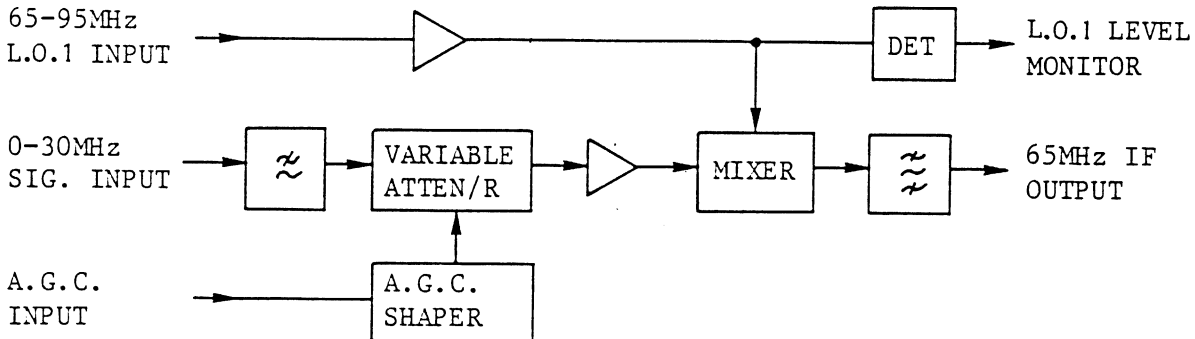 65-95MHz
L.O.1 INPUT
DET
L.O.1 LEVEL
MONITOR
0-30MHz
SIG. INPUT
VARIABLE
ATTEN/R
MIXER
65MHz IF
OUTPUT
A.G.C.
INPUT
A.G.C.
SHAPER